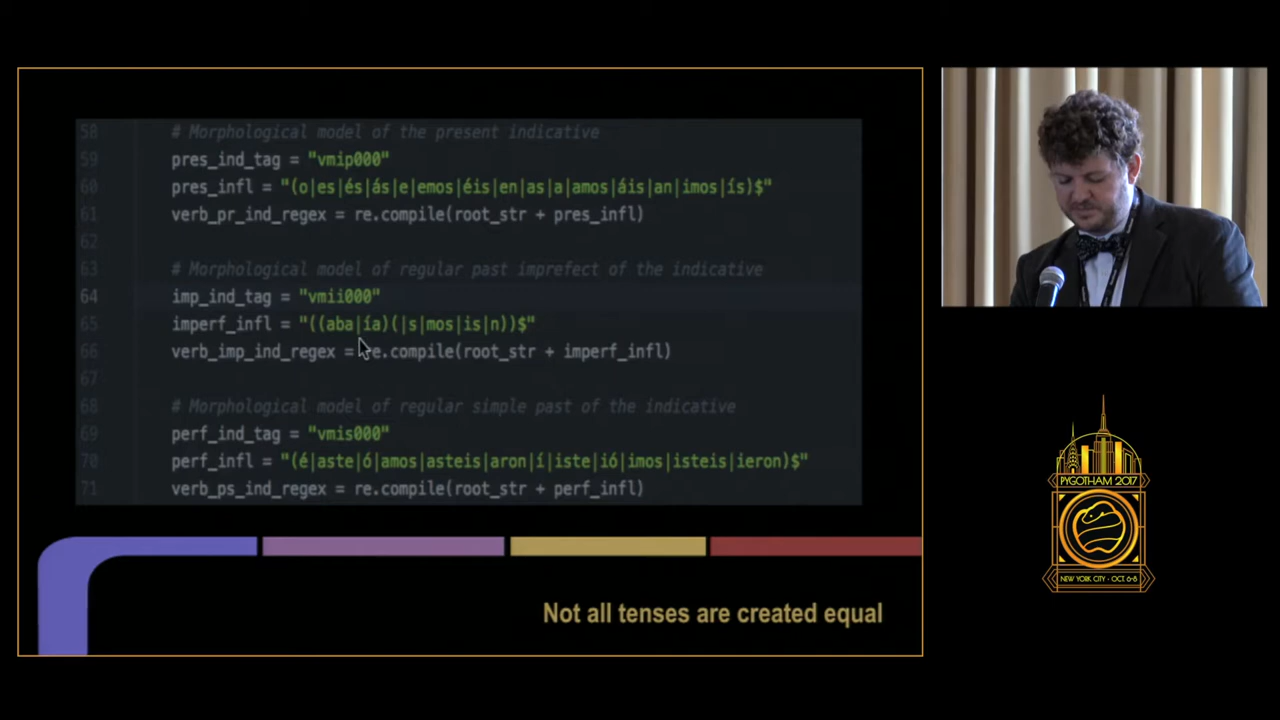 58 # Morphological model of the present indicative
59 pres_ind_tag = "vmip000"
60 pres_infl = "(o|es|és|ás|e|emos|éis|en|as|a|amos|áis|an|imos|ís)$"
61 verb_pr_ind_regex = re.compile(root_str + pres_infl)
62
63 # Morphological model of regular past imprefect of the indicative
64 imp_ind_tag = "vmii000"
65 imperf_infl = "((aba|ía)(|s|mos|is|n))$"
66 verb_imp_ind_regex = re.compile(root_str + imperf_infl)
67
68 # Morphological model of regular simple past of the indicative
69 perf_ind_tag = "vmis000"
70 perf_infl = "(é|aste|ó|amos|asteis|aron|í|iste|ió|imos|isteis|ieron)$"
71 verb_ps_ind_regex = re.compile(root_str + perf_infl)
Not all tenses are created equal
PYGOTHAM 2017
NEW YORK CITY - OCT. 6-8